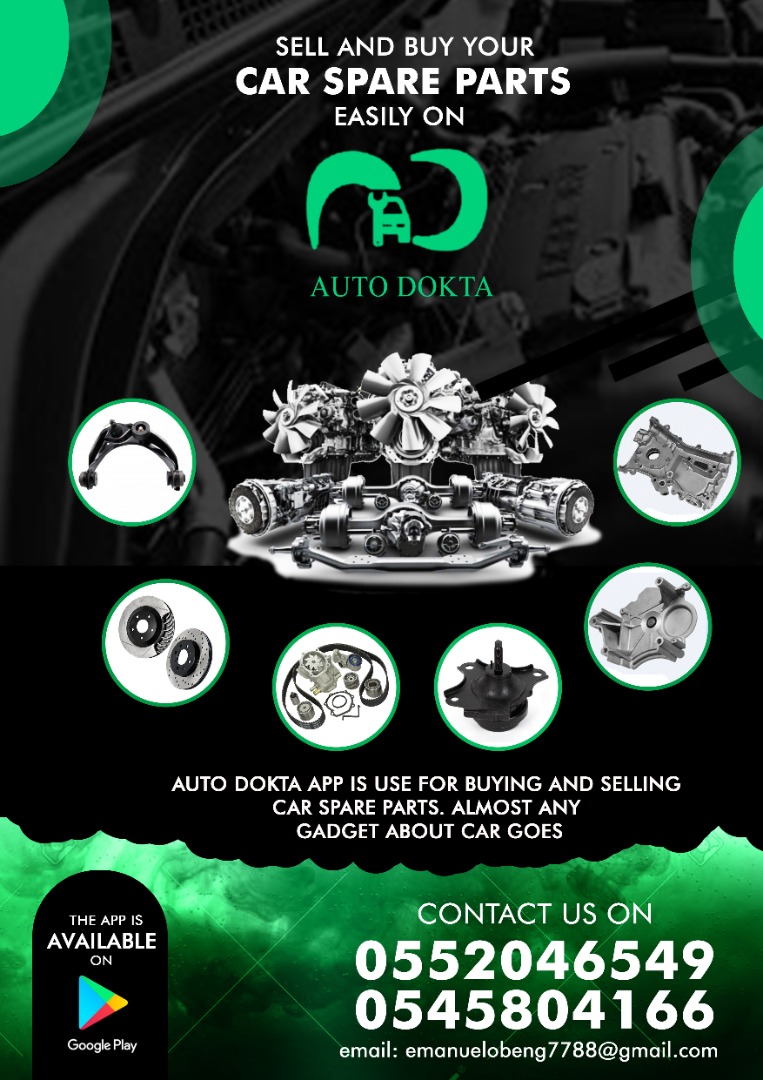 SELL AND BUY YOUR
CAR SPARE PARTS
EASILY ON
AUTO DOKTA
AUTO DOKTA APP IS USE FOR BUYING AND SELLING
CAR SPARE PARTS. ALMOST ANY
GADGET ABOUT CAR GOES
THE APP IS
AVAILABLE
ON
Google Play
CONTACT US ON
0552046549
0545804166
email: emanuelobeng7788@gmail.com